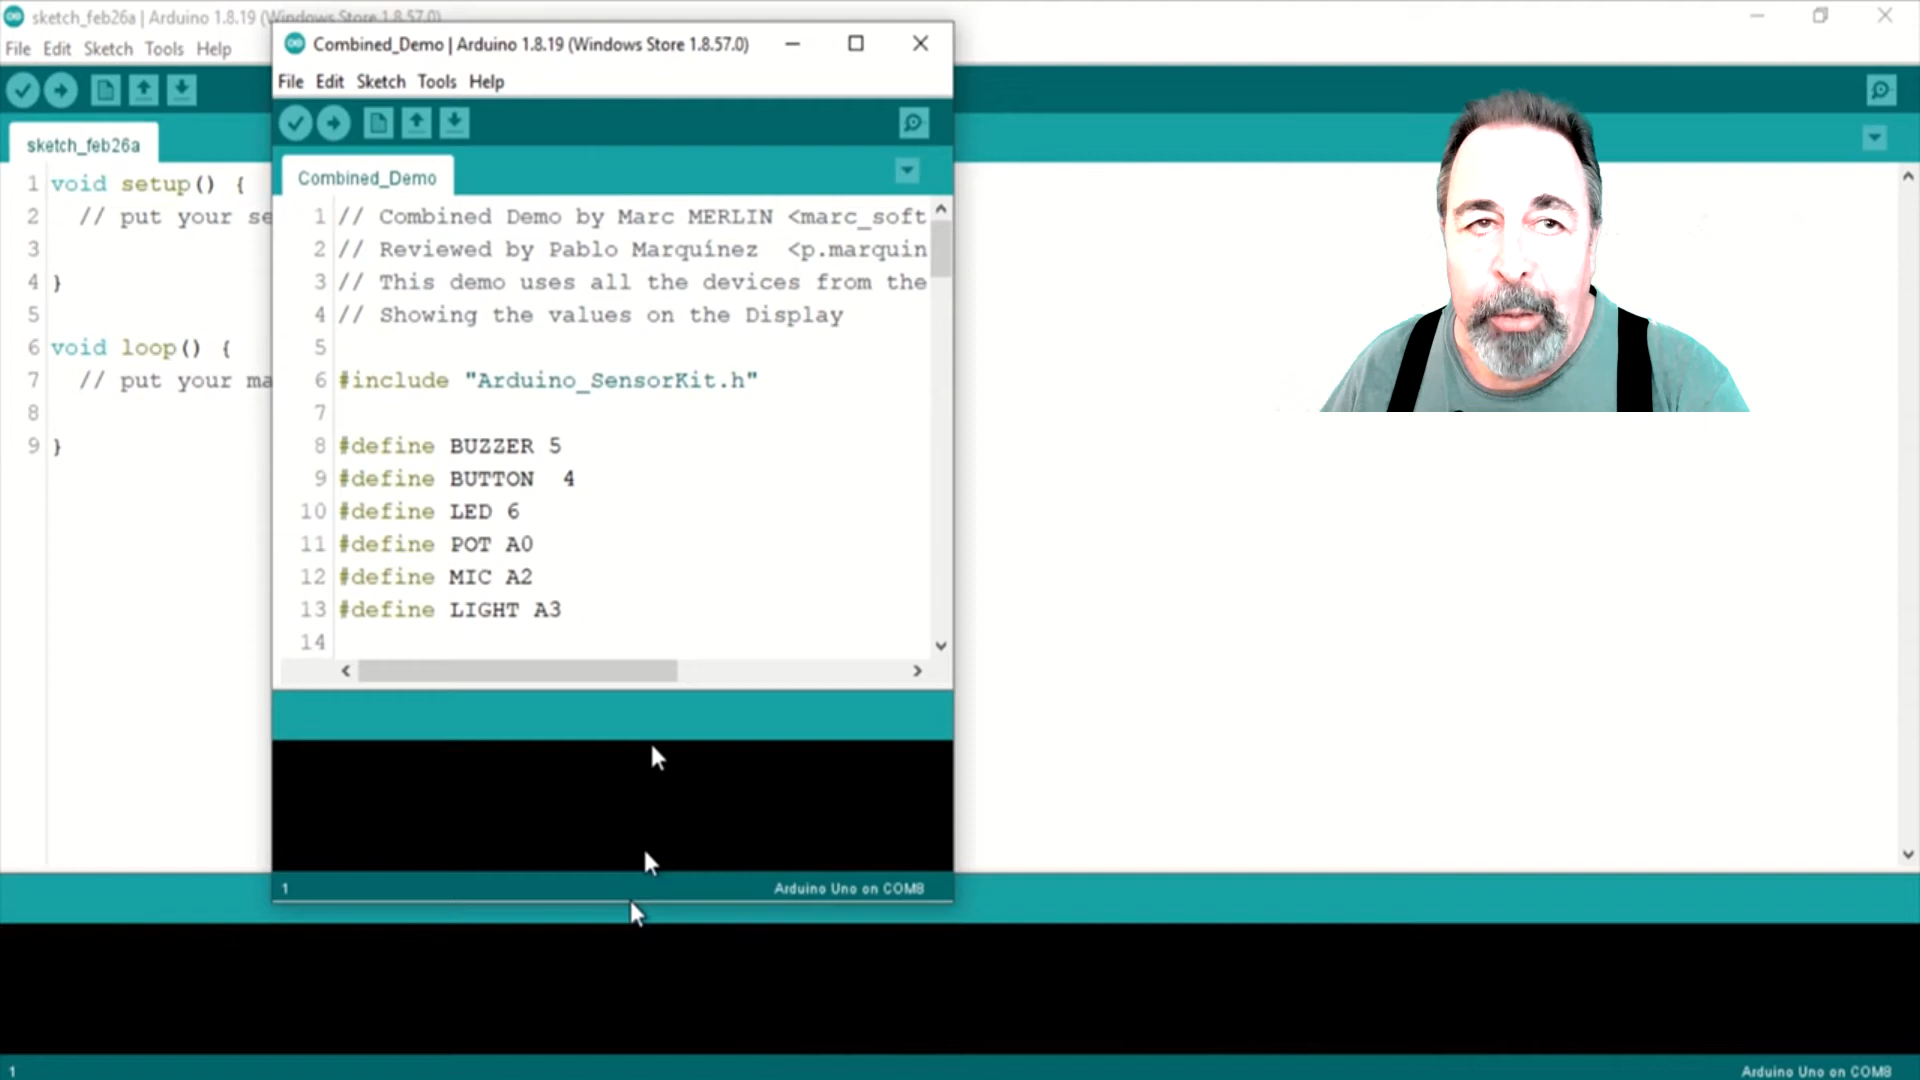 sketch_feb26a | Arduino 1.8.19 (Windows Store 1.8.57.0)
File Edit Sketch Tools Help
sketch_feb26a
1 void setup() {
2 // put your se
3
4 }
5
6 void loop() {
7 // put your ma
8
9 }
Combined_Demo | Arduino 1.8.19 (Windows Store 1.8.57.0)
File Edit Sketch Tools Help
Combined_Demo
1 // Combined Demo by Marc MERLIN <marc_soft
2 // Reviewed by Pablo Marquínez <p.marquin
3 // This demo uses all the devices from the
4 // Showing the values on the Display
5
6 #include "Arduino_SensorKit.h"
7
8 #define BUZZER 5
9 #define BUTTON 4
10 #define LED 6
11 #define POT A0
12 #define MIC A2
13 #define LIGHT A3
14
1 Arduino Uno on COM8
1 Arduino Uno on COM8